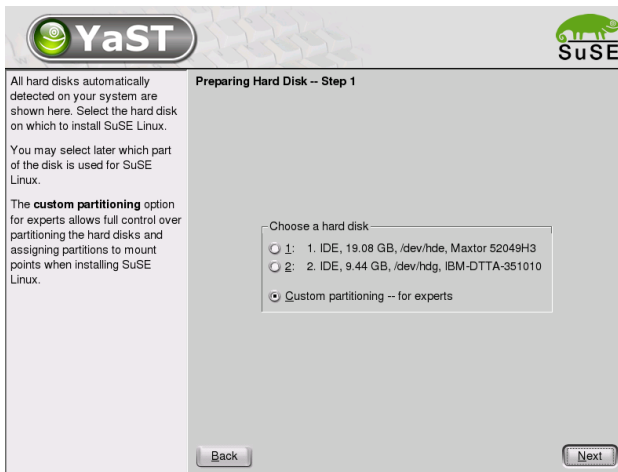 YaST
SuSE
All hard disks automatically
detected on your system are
shown here. Select the hard disk
on which to install SuSE Linux.
You may select later which part
of the disk is used for SuSE
Linux.
The custom partitioning option
for experts allows full control over
partitioning the hard disks and
assigning partitions to mount
points when installing SuSE
Linux.
Preparing Hard Disk -- Step 1
Choose a hard disk
1: 1. IDE, 19.08 GB, /dev/hde, Maxtor 52049H3
2: 2. IDE, 9.44 GB, /dev/hdg, IBM-DTTA-351010
Custom partitioning -- for experts
Back
Next